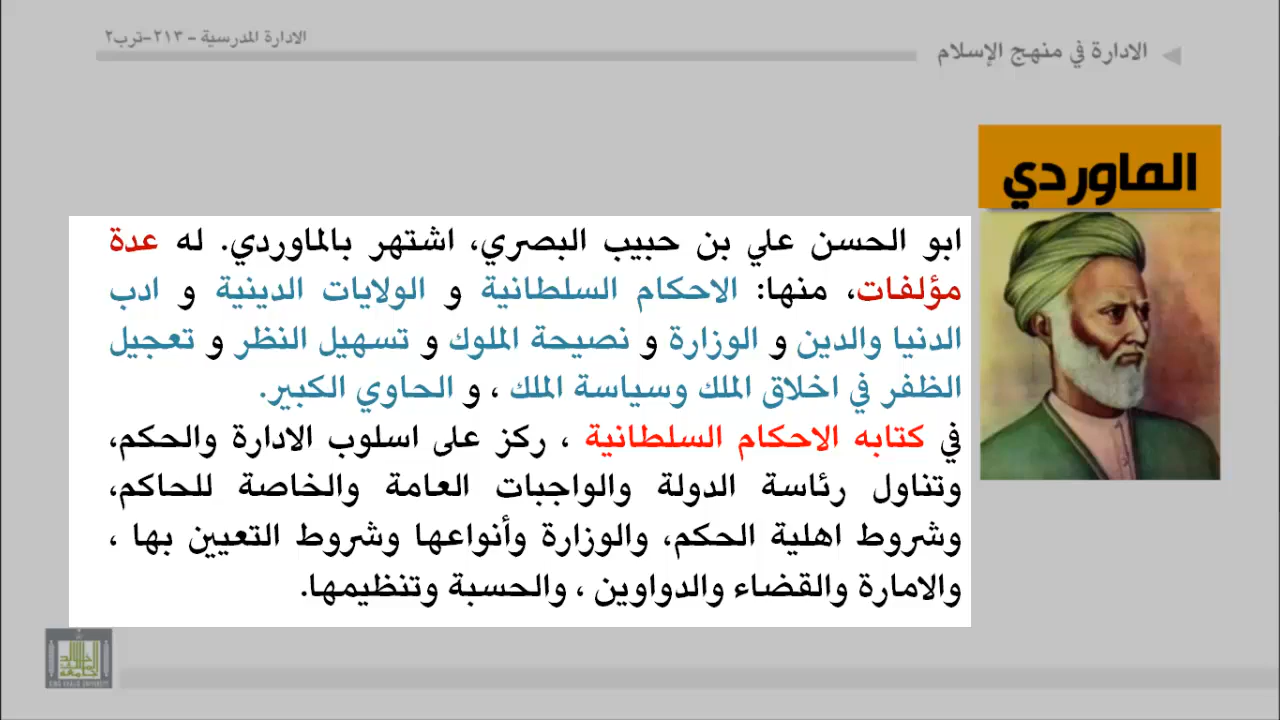 الادارة المدرسية - ٢١٣-ترب٢
الادارة في منهج الإسلام
الماوردي
ابو الحسن علي بن حبيب البصري، اشتهر بالماوردي. له عدة
مؤلفات، منها: الاحكام السلطانية و الولايات الدينية و ادب
الدنيا والدين و الوزارة و نصيحة الملوك و تسهيل النظر و تعجيل
الظفر في اخلاق الملك وسياسة الملك ، و الحاوي الكبير.
في كتابه الاحكام السلطانية ، ركز على اسلوب الادارة والحكم،
وتناول رئاسة الدولة والواجبات العامة والخاصة للحاكم،
وشروط اهلية الحكم، والوزارة وأنواعها وشروط التعيين بها ،
والامارة والقضاء والدواوين ، والحسبة وتنظيمها.